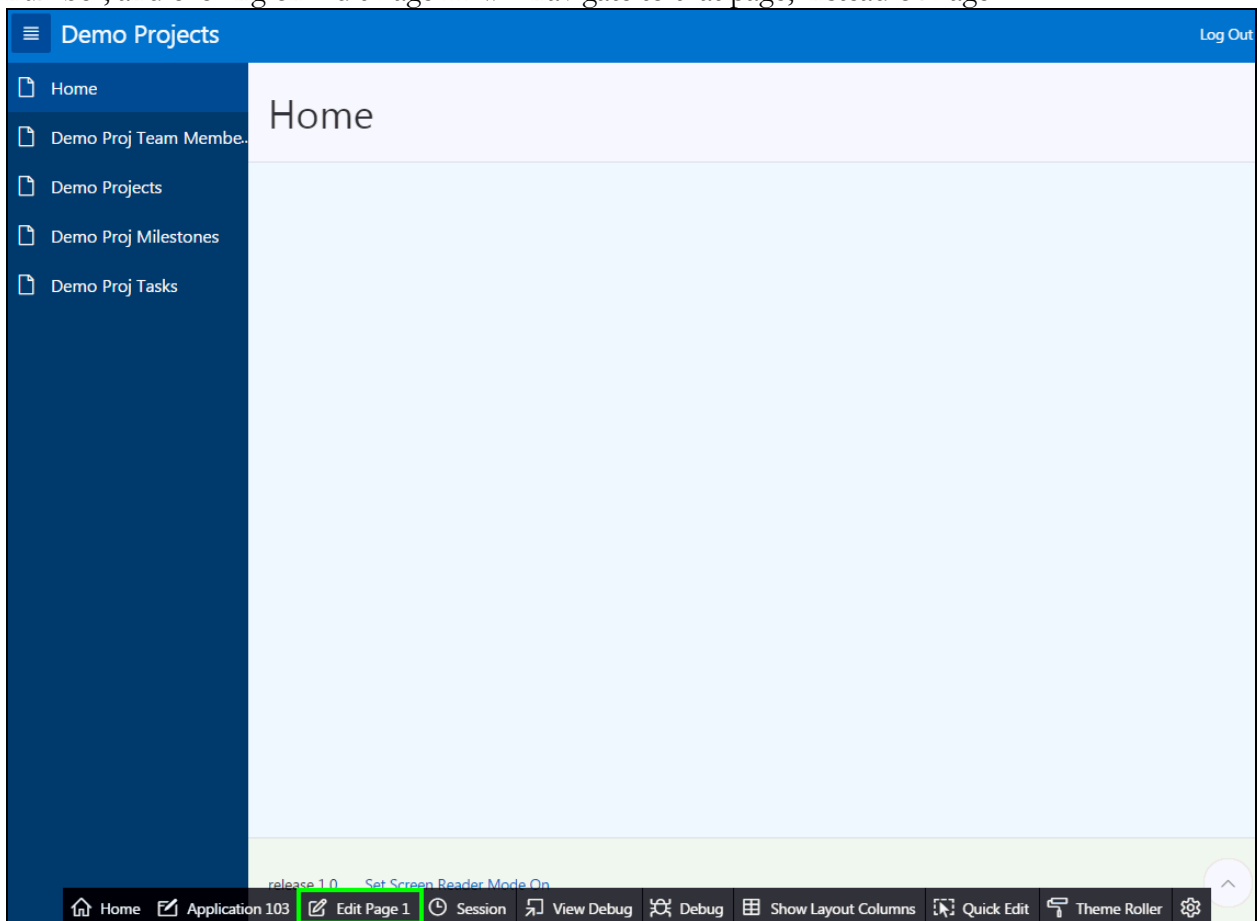 Demo Projects
Log Out
Home
Demo Proj Team Membe..
Demo Projects
Demo Proj Milestones
Demo Proj Tasks
Home
release 1.0 Set Screen Reader Mode On
Home Application 103 Edit Page 1 Session View Debug Debug Show Layout Columns Quick Edit Theme Roller